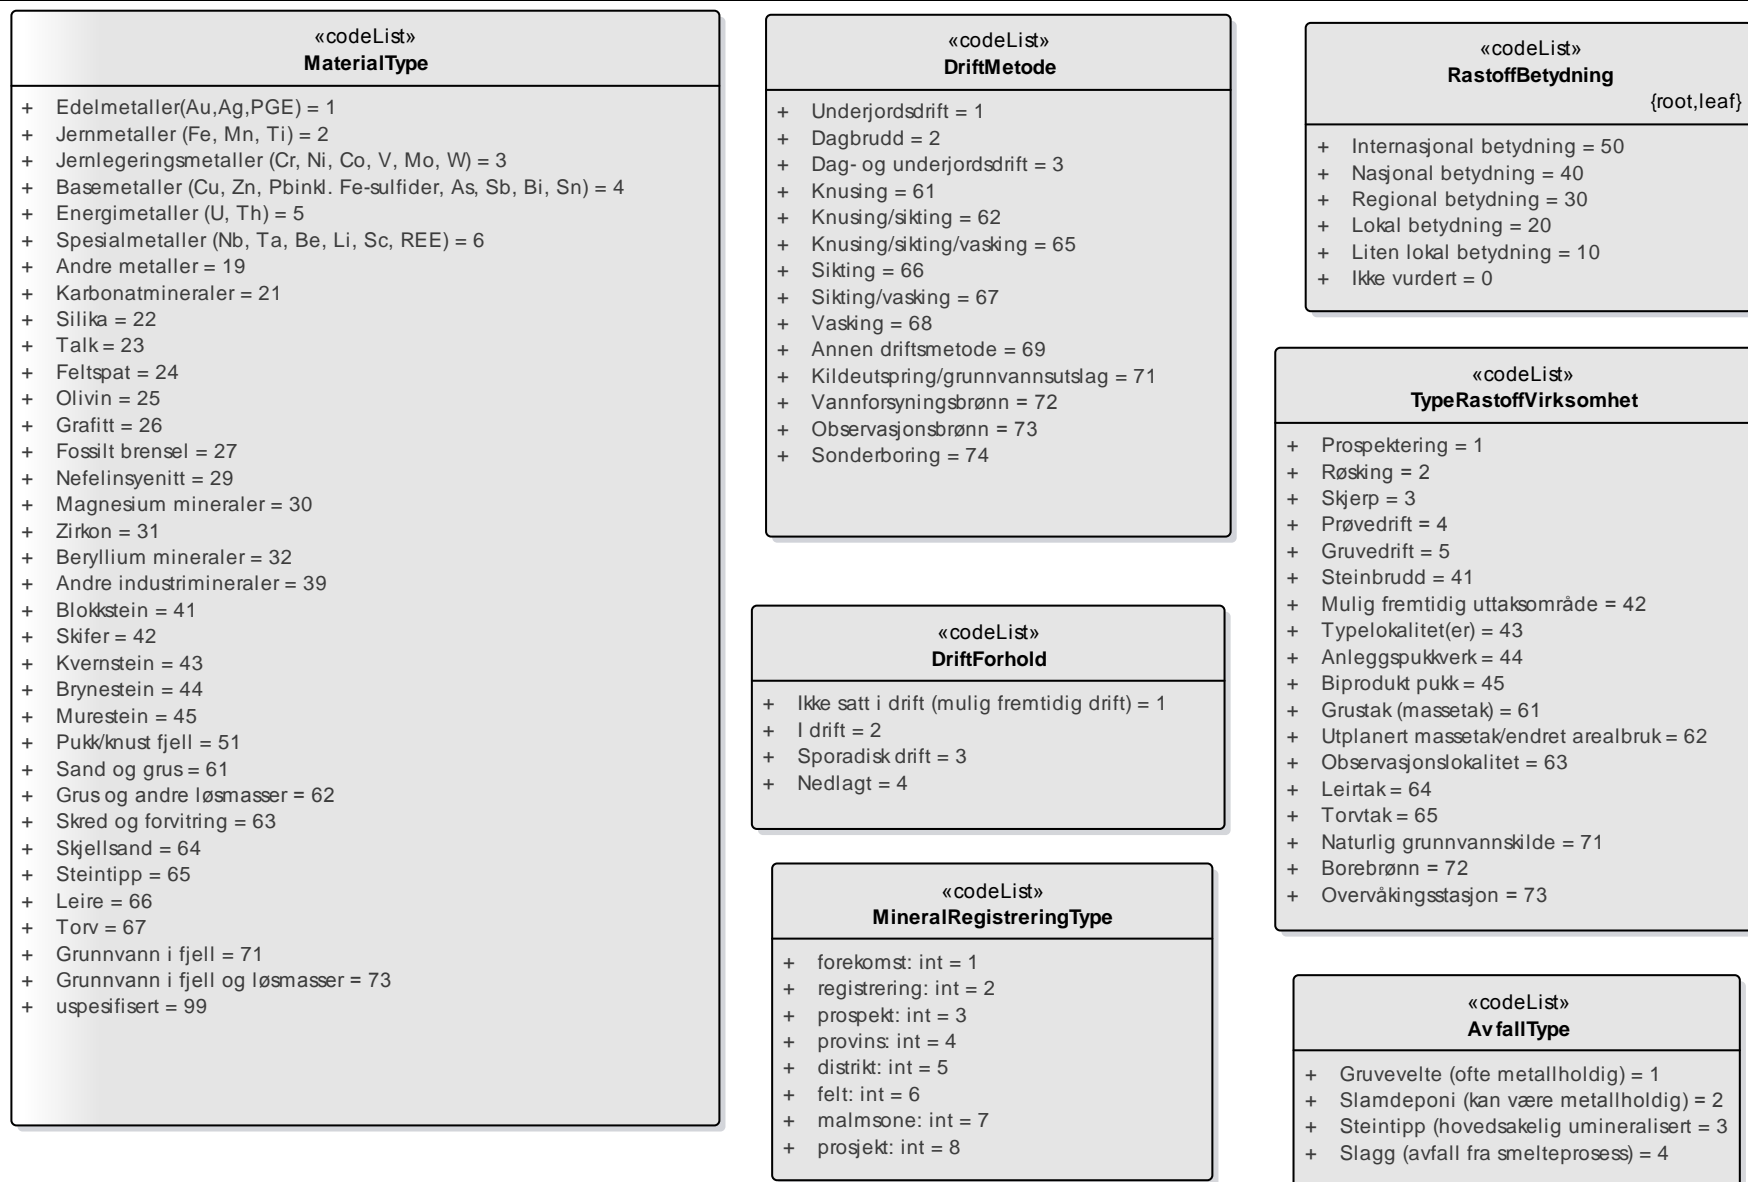 «codeList»
MaterialType
+ Edelmetaller(Au,Ag,PGE) = 1
+ Jernmetaller (Fe, Mn, Ti) = 2
+ Jernlegeringsmetaller (Cr, Ni, Co, V, Mo, W) = 3
+ Basemetaller (Cu, Zn, Pbinkl. Fe-sulfider, As, Sb, Bi, Sn) = 4
+ Energimetaller (U, Th) = 5
+ Spesialmetaller (Nb, Ta, Be, Li, Sc, REE) = 6
+ Andre metaller = 19
+ Karbonatmineraler = 21
+ Silika = 22
+ Talk = 23
+ Feltspat = 24
+ Olivin = 25
+ Grafitt = 26
+ Fossilt brensel = 27
+ Nefelinsyenitt = 29
+ Magnesium mineraler = 30
+ Zirkon = 31
+ Beryllium mineraler = 32
+ Andre industrimineraler = 39
+ Blokkstein = 41
+ Skifer = 42
+ Kvernstein = 43
+ Brynestein = 44
+ Murestein = 45
+ Pukk/knust fjell = 51
+ Sand og grus = 61
+ Grus og andre løsmasser = 62
+ Skred og forvitring = 63
+ Skjellsand = 64
+ Steintipp = 65
+ Leire = 66
+ Torv = 67
+ Grunnvann i fjell = 71
+ Grunnvann i fjell og løsmasser = 73
+ uspesifisert = 99
«codeList»
DriftMetode
+ Underjordsdrift = 1
+ Dagbrudd = 2
+ Dag- og underjordsdrift = 3
+ Knusing = 61
+ Knusing/sikting = 62
+ Knusing/sikting/vasking = 65
+ Sikting = 66
+ Sikting/vasking = 67
+ Vasking = 68
+ Annen driftsmetode = 69
+ Kildeutspring/grunnvannsutslag = 71
+ Vannforsyningsbrønn = 72
+ Observasjonsbrønn = 73
+ Sonderboring = 74
«codeList»
DriftForhold
+ Ikke satt i drift (mulig fremtidig drift) = 1
+ I drift = 2
+ Sporadisk drift = 3
+ Nedlagt = 4
«codeList»
MineralRegistreringType
+ forekomst: int = 1
+ registrering: int = 2
+ prospekt: int = 3
+ provins: int = 4
+ distrikt: int = 5
+ felt: int = 6
+ malmsone: int = 7
+ prosjekt: int = 8
«codeList»
RastoffBetydning
{root,leaf}
+ Internasjonal betydning = 50
+ Nasjonal betydning = 40
+ Regional betydning = 30
+ Lokal betydning = 20
+ Liten lokal betydning = 10
+ Ikke vurdert = 0
«codeList»
TypeRastoffVirksomhet
+ Prospektering = 1
+ Røsking = 2
+ Skjerp = 3
+ Prøvedrift = 4
+ Gruvedrift = 5
+ Steinbrudd = 41
+ Mulig fremtidig uttaksområde = 42
+ Typelokalitet(er) = 43
+ Anleggspukkverk = 44
+ Biprodukt pukk = 45
+ Grustak (massetak) = 61
+ Utplanert massetak/endret arealbruk = 62
+ Observasjonslokalitet = 63
+ Leirtak = 64
+ Torvtak = 65
+ Naturlig grunnvannskilde = 71
+ Borebrønn = 72
+ Overvåkingsstasjon = 73
«codeList»
AvfallType
+ Gruvevelte (ofte metallholdig) = 1
+ Slamdeponi (kan være metallholdig) = 2
+ Steintipp (hovedsakelig umineralisert = 3
+ Slagg (avfall fra smelteprosess) = 4